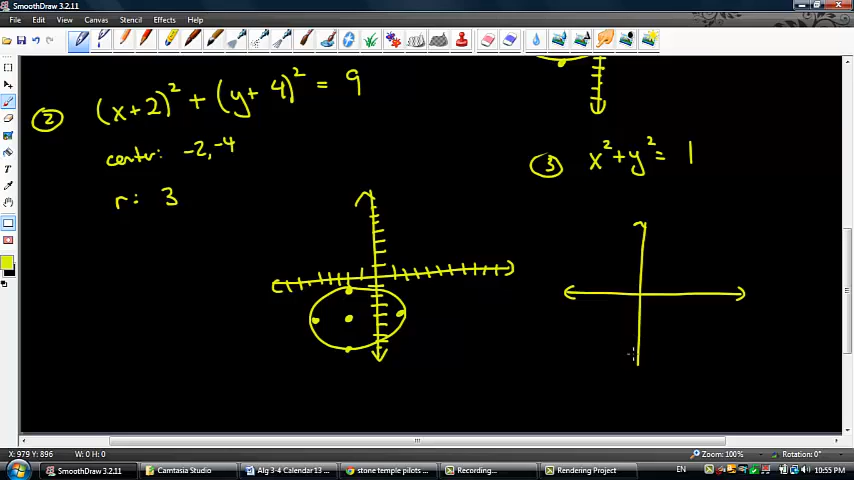 SmoothDraw 3.2.11
File Edit View Canvas Stencil Effects Help
② (x+2)² + (y+4)² = 9
center: -2,-4
r: 3
③ x²+y²= 1
X: 979 Y: 896 W: 0 H: 0 Zoom: 100% Rotation: 0°
SmoothDraw 3.2.11 Camtasia Studio Alg 3-4 Calendar 13 ... stone temple pilots ... Recording... Rendering Project EN 10:55 PM